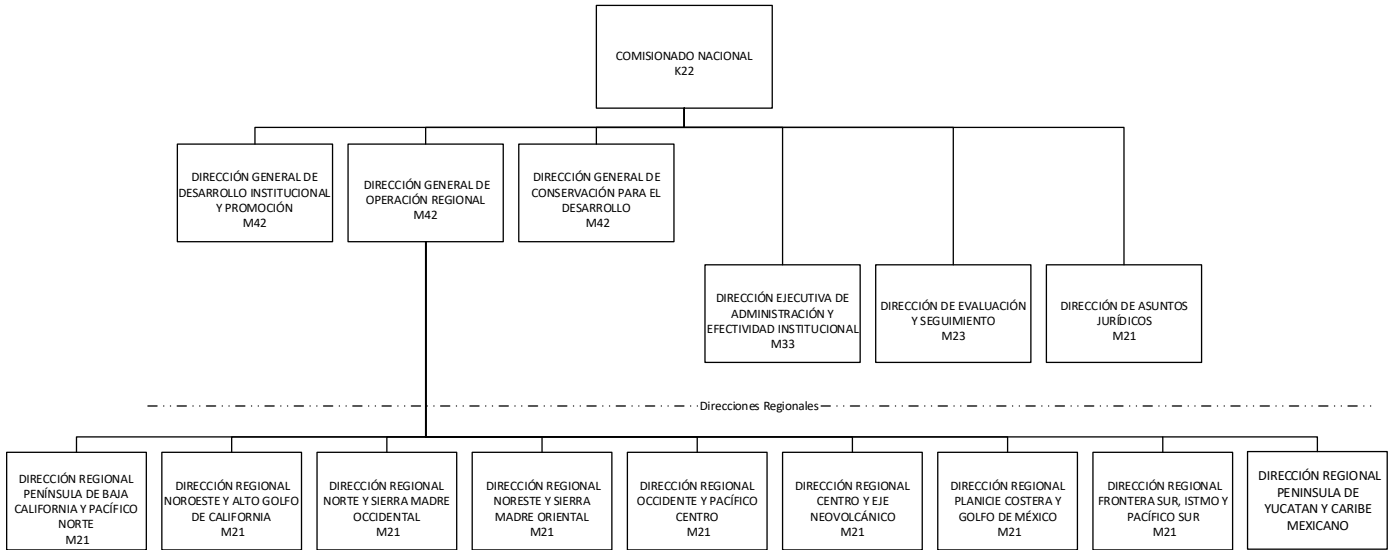 COMISIONADO NACIONAL
K22
DIRECCIÓN GENERAL DE
DESARROLLO INSTITUCIONAL
Y PROMOCIÓN
M42
DIRECCIÓN GENERAL DE
OPERACIÓN REGIONAL
M42
DIRECCIÓN GENERAL DE
CONSERVACIÓN PARA EL
DESARROLLO
M42
DIRECCIÓN EJECUTIVA DE
ADMINISTRACIÓN Y
EFECTIVIDAD INSTITUCIONAL
M33
DIRECCIÓN DE EVALUACIÓN
Y SEGUIMIENTO
M23
DIRECCIÓN DE ASUNTOS
JURÍDICOS
M21
Direcciones Regionales
DIRECCIÓN REGIONAL
PENÍNSULA DE BAJA
CALIFORNIA Y PACÍFICO
NORTE
M21
DIRECCIÓN REGIONAL
NOROESTE Y ALTO GOLFO
DE CALIFORNIA
M21
DIRECCIÓN REGIONAL
NORTE Y SIERRA MADRE
OCCIDENTAL
M21
DIRECCIÓN REGIONAL
NORESTE Y SIERRA
MADRE ORIENTAL
M21
DIRECCIÓN REGIONAL
OCCIDENTE Y PACÍFICO
CENTRO
M21
DIRECCIÓN REGIONAL
CENTRO Y EJE
NEOVOLCÁNICO
M21
DIRECCIÓN REGIONAL
PLANICIE COSTERA Y
GOLFO DE MÉXICO
M21
DIRECCIÓN REGIONAL
FRONTERA SUR, ISTMO Y
PACÍFICO SUR
M21
DIRECCIÓN REGIONAL
PENINSULA DE
YUCATAN Y CARIBE
MEXICANO